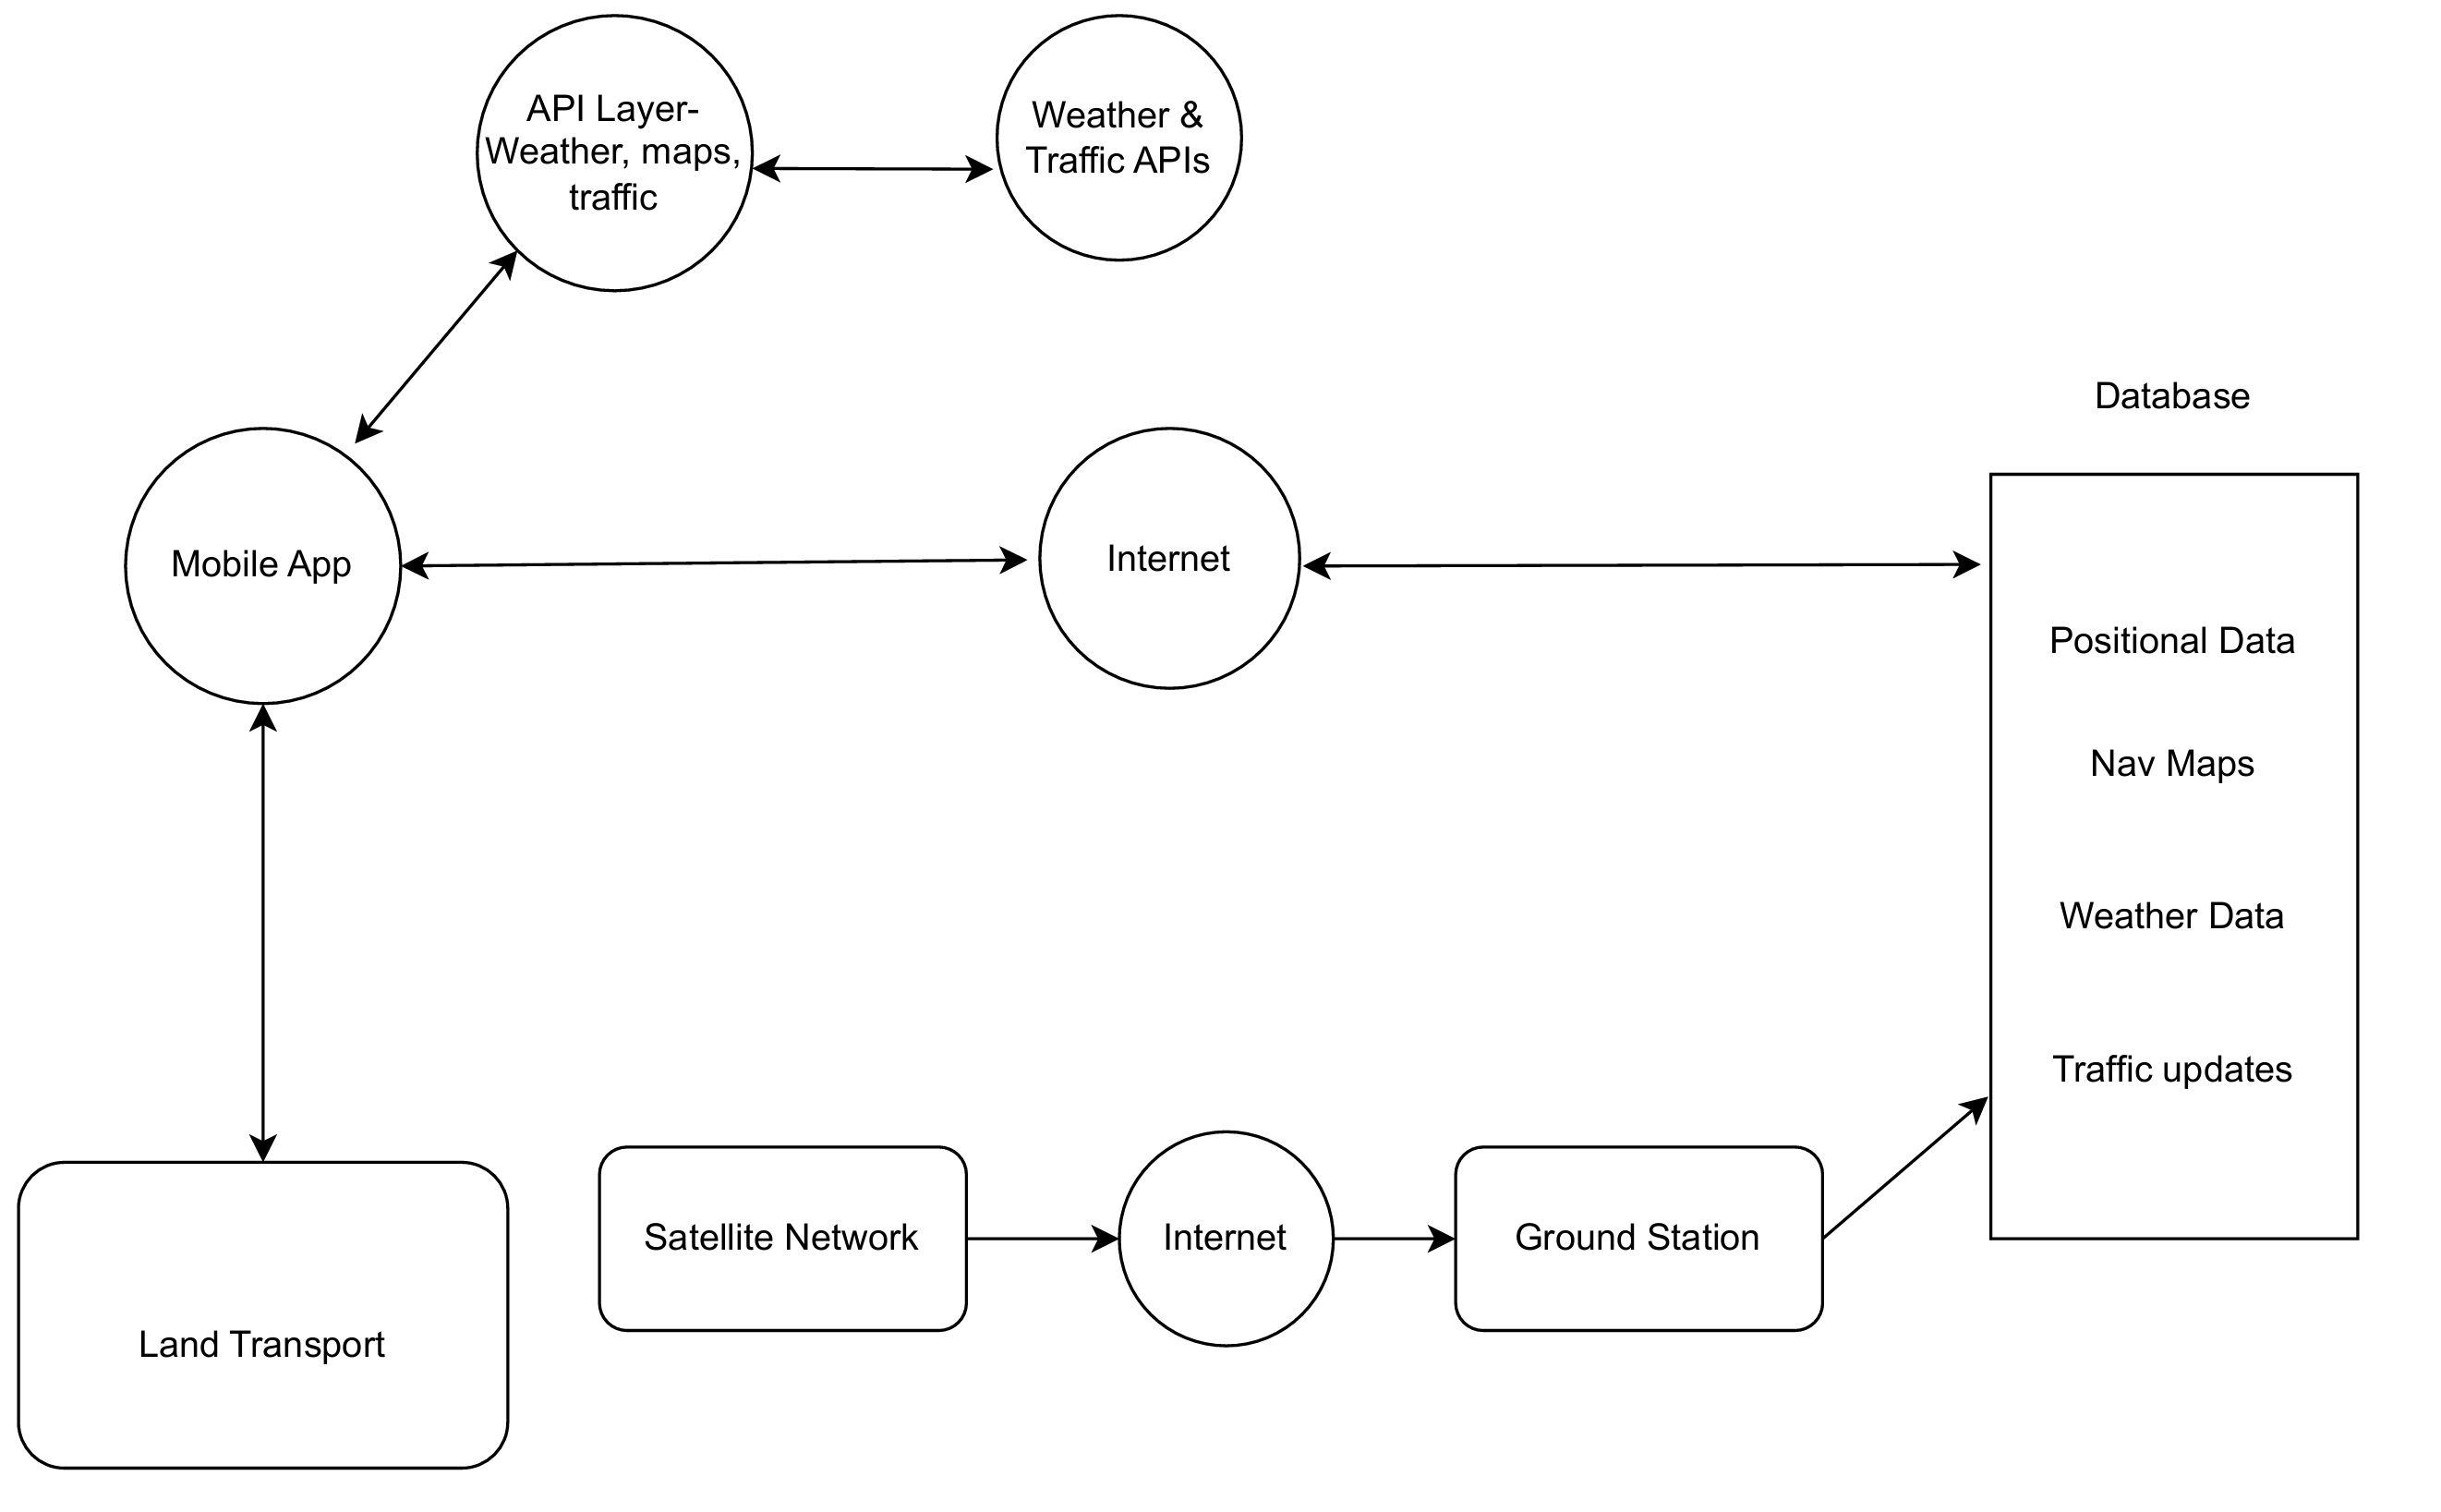 API Layer-
Weather, maps,
traffic
Weather &
Traffic APIs
Database
Mobile App
Internet
Positional Data
Nav Maps
Weather Data
Traffic updates
Satellite Network
Internet
Ground Station
Land Transport